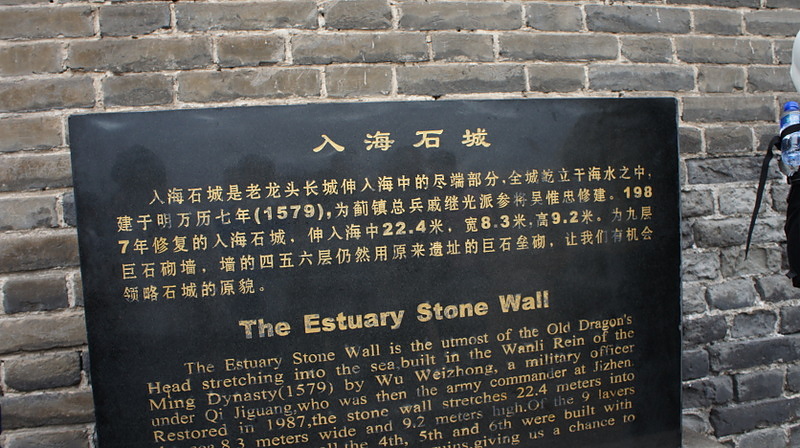 入海石城
入海石城是老龙头长城伸入海中的尽端部分,全城屹立于海水之中,
建于明万历七年(1579),为蓟镇总兵戚继光派参将吴惟忠修建。198
7年修复的入海石城，伸入海中22.4米，宽8.3米,高9.2米。为九层
巨石砌墙，墙的四五六层仍然用原来遗址的巨石垒砌，让我们有机会
领略石城的原貌。
The Estuary Stone Wall
The Estuary Stone Wall is the utmost of the Old Dragon's
Head stretching into the sea,built in the Wanli Rein of the
Ming Dynasty(1579) by Wu Weizhong, a military officer
under Qi Jiguang,who was then the army commander at Jizhen.
Restored in 1987,the stone wall stretches 22.4 meters into
8.3 meters wide and 9.2 meters high.Of the 9 layers
the 4th, 5th and 6th were built with
giving us a chance to